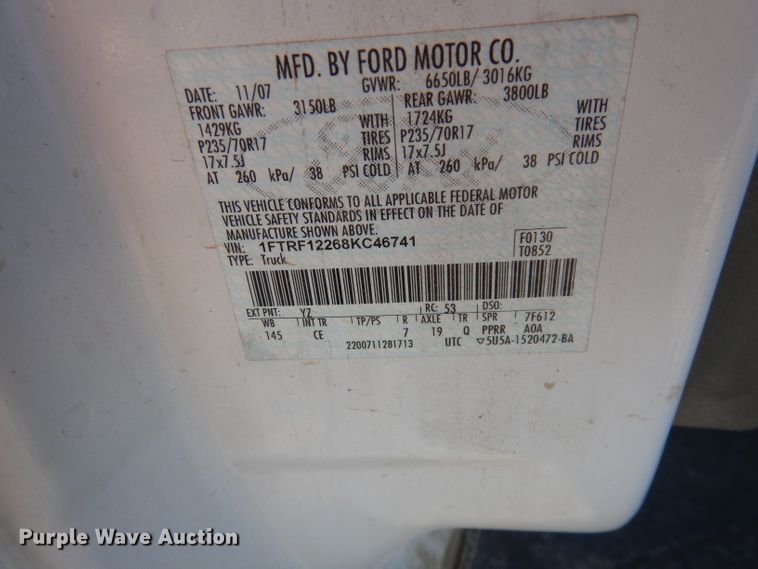 MFD. BY FORD MOTOR CO.
DATE: 11/07 GVWR: 6650LB/ 3016KG
FRONT GAWR: 3150LB REAR GAWR: 3800LB
1429KG WITH 1724KG WITH
P235/70R17 TIRES P235/70R17 TIRES
17x7.5J RIMS 17x7.5J RIMS
AT 260 kPa/ 38 PSI COLD AT 260 kPa/ 38 PSI COLD
THIS VEHICLE CONFORMS TO ALL APPLICABLE FEDERAL MOTOR
VEHICLE SAFETY STANDARDS IN EFFECT ON THE DATE OF
MANUFACTURE SHOWN ABOVE.
VIN: 1FTRF12268KC46741 F0130
TYPE: Truck T0852
EXT PNT: YZ RC: 53 DSO:
WB INT TR TP/PS R AXLE TR SPR 7F612
145 CE 7 19 Q PPRR A0A
2200711281713 UTC ▽5U5A-1520472-BA
Purple Wave Auction